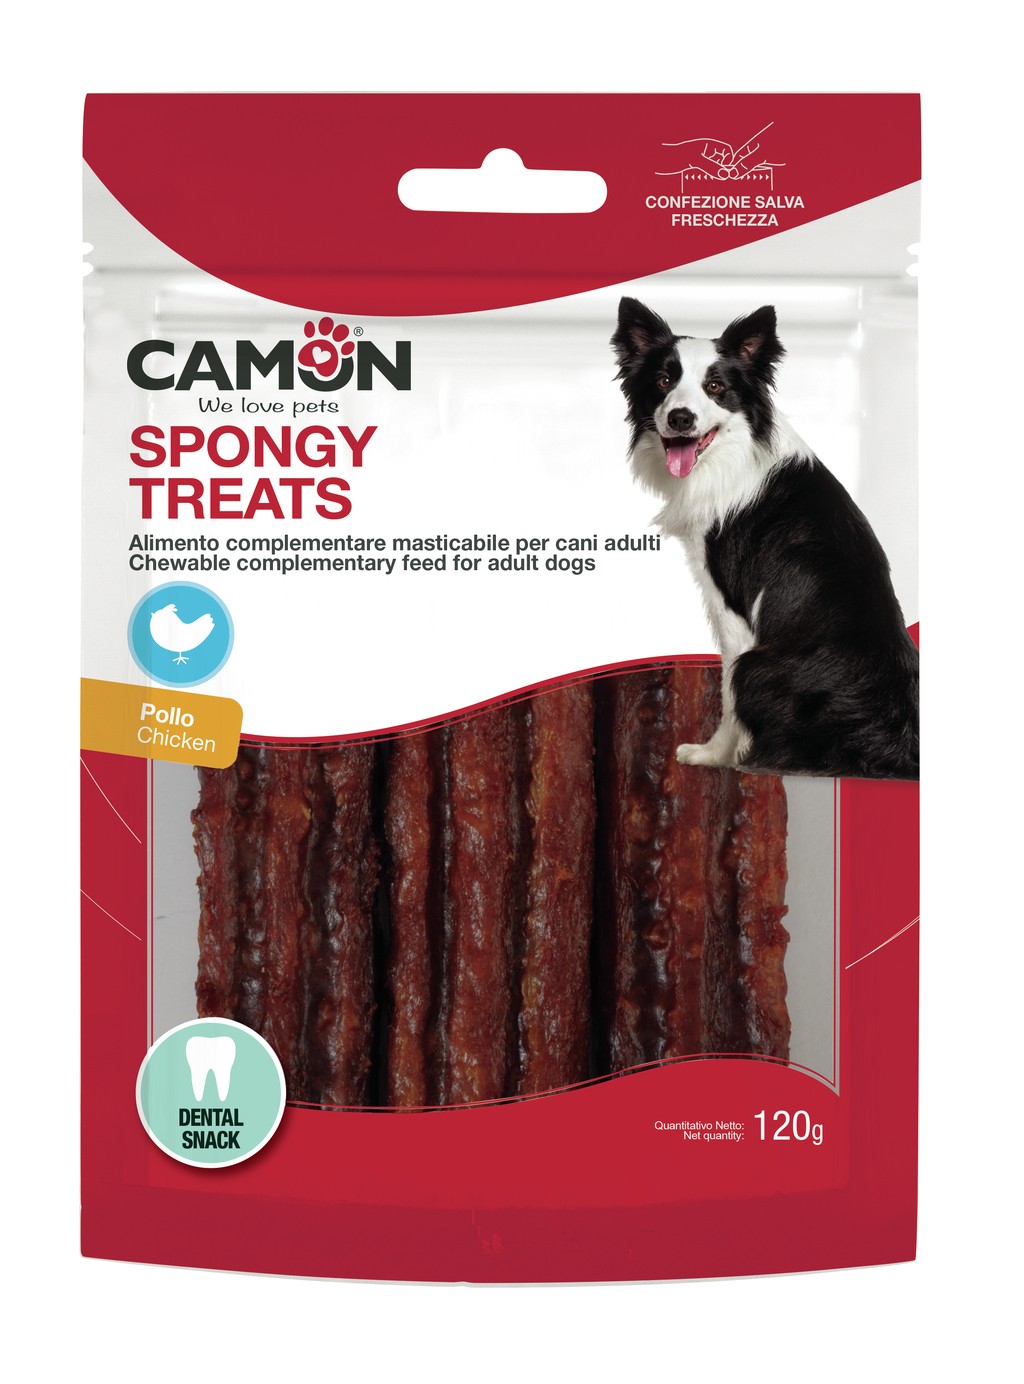 CONFEZIONE SALVA
FRESCHEZZA
CAMON®
We love pets
SPONGY
TREATS
Alimento complementare masticabile per cani adulti
Chewable complementary feed for adult dogs
Pollo
Chicken
DENTAL
SNACK
Quantitativo Netto:
Net quantity:
120g